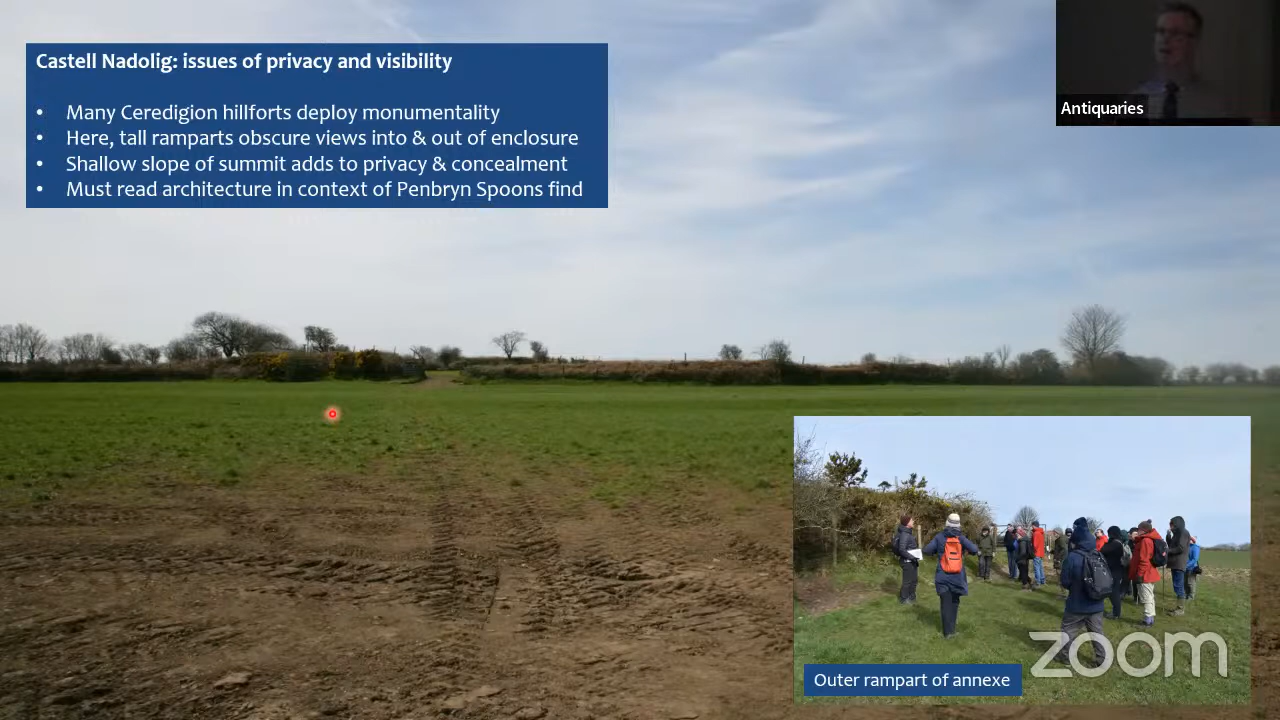 Castell Nadolig: issues of privacy and visibility
• Many Ceredigion hillforts deploy monumentality
• Here, tall ramparts obscure views into & out of enclosure
• Shallow slope of summit adds to privacy & concealment
• Must read architecture in context of Penbryn Spoons find
Antiquaries
Outer rampart of annexe
zoom